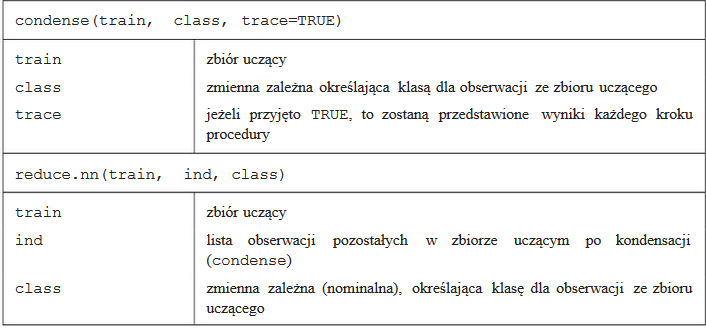 condense(train, class, trace=TRUE)
train zbiór uczący
class zmienna zależna określająca klasą dla obserwacji ze zbioru uczącego
trace jeżeli przyjęto TRUE, to zostaną przedstawione wyniki każdego kroku
procedury
reduce.nn(train, ind, class)
train zbiór uczący
ind lista obserwacji pozostałych w zbiorze uczącym po kondensacji
(condense)
class zmienna zależna (nominalna), określająca klasę dla obserwacji ze zbioru
uczącego